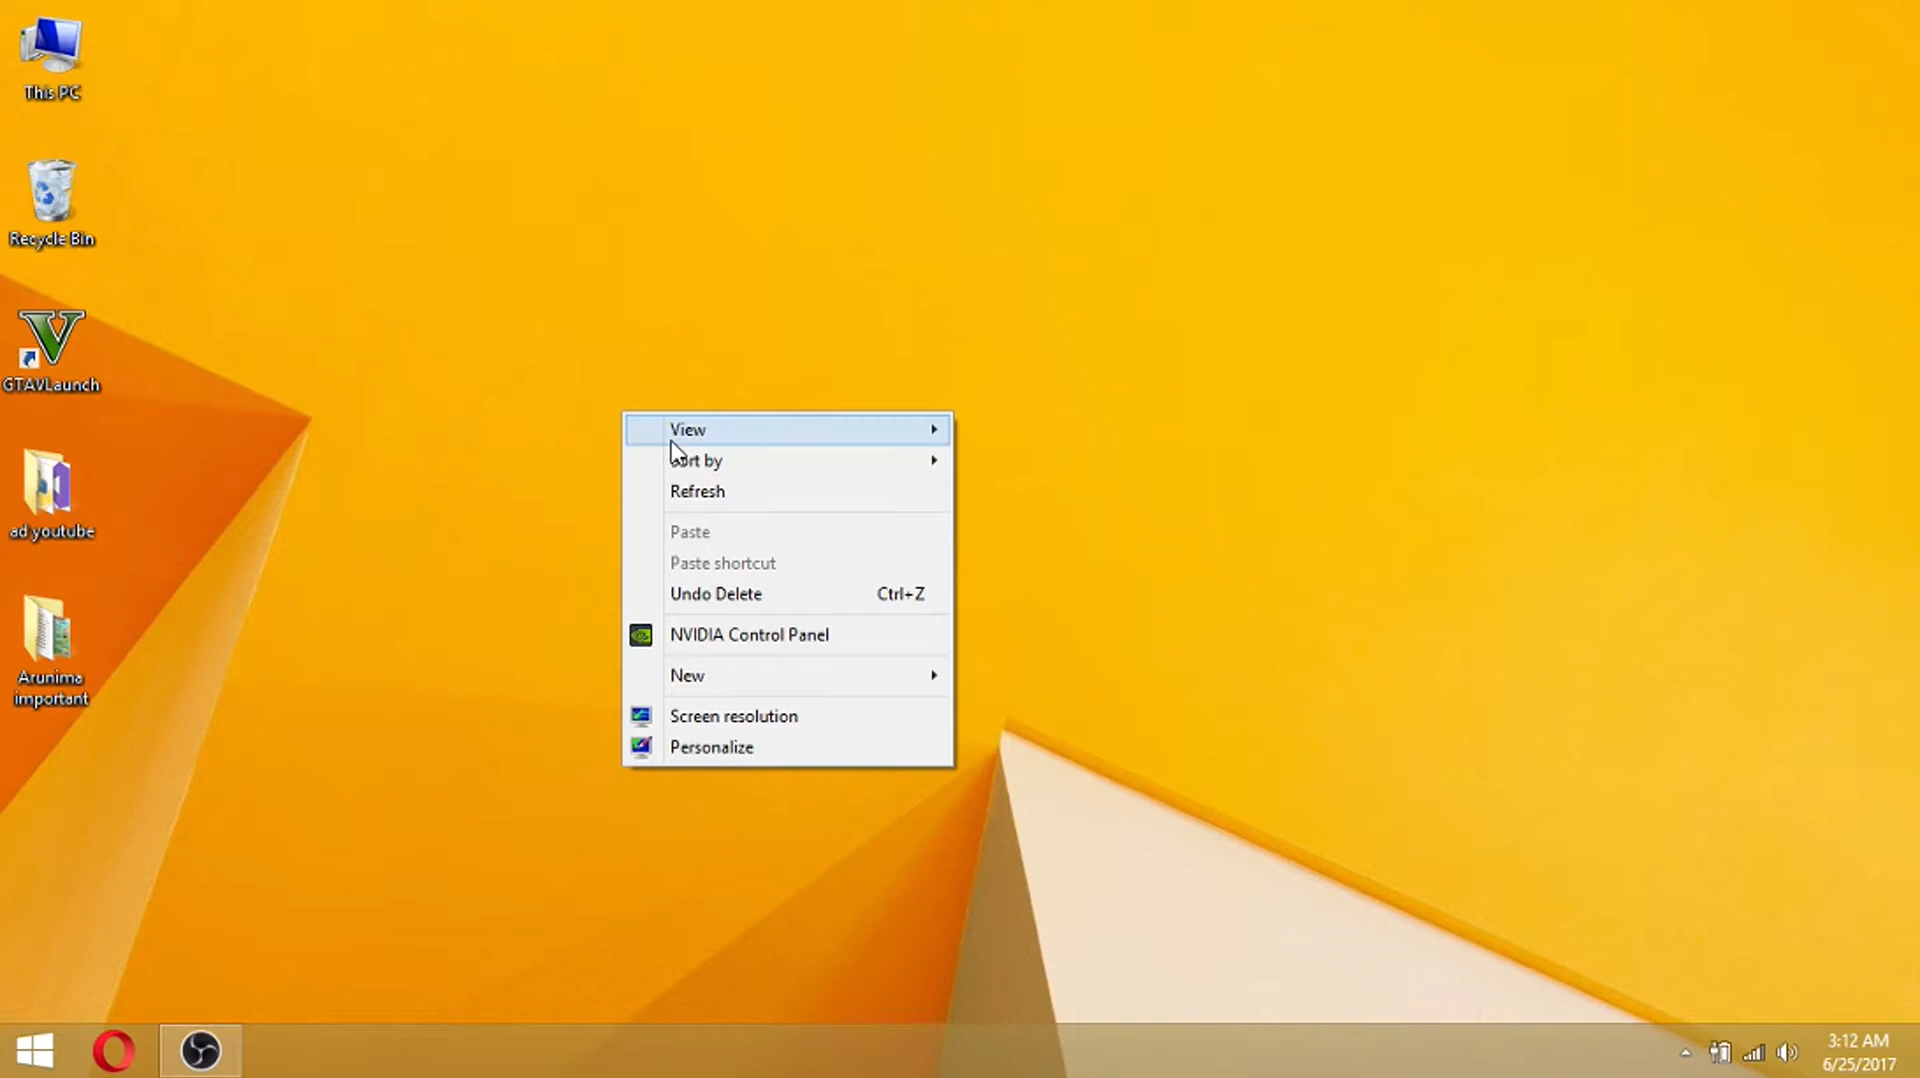 This PC
Recycle Bin
GTAVLaunch
ad youtube
Arunima
important
View
Sort by
Refresh
Paste
Paste shortcut
Undo Delete Ctrl+Z
NVIDIA Control Panel
New
Screen resolution
Personalize
3:12 AM
6/25/2017